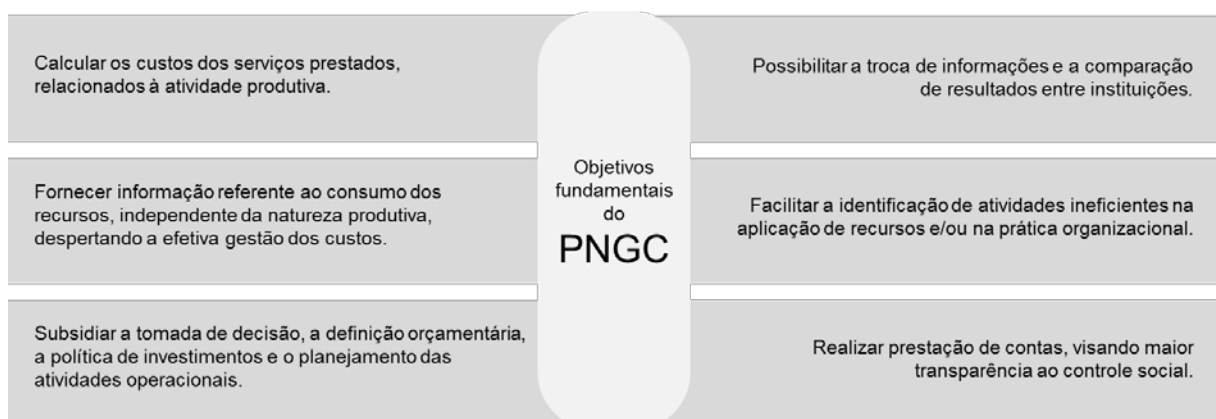 Calcular os custos dos serviços prestados,
relacionados à atividade produtiva.
Fornecer informação referente ao consumo dos
recursos, independente da natureza produtiva,
despertando a efetiva gestão dos custos.
Subsidiar a tomada de decisão, a definição orçamentária,
a política de investimentos e o planejamento das
atividades operacionais.
Objetivos
fundamentais
do
PNGC
Possibilitar a troca de informações e a comparação
de resultados entre instituições.
Facilitar a identificação de atividades ineficientes na
aplicação de recursos e/ou na prática organizacional.
Realizar prestação de contas, visando maior
transparência ao controle social.